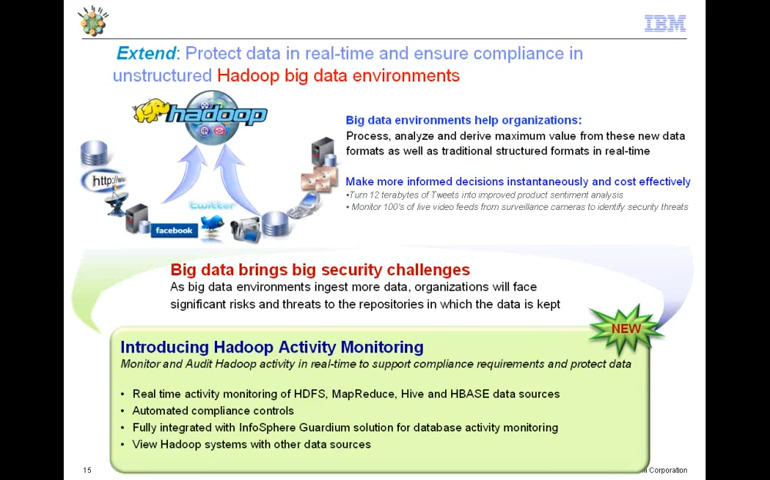 IBM
Extend: Protect data in real-time and ensure compliance in
unstructured Hadoop big data environments
hadoop
http://
twitter
facebook
Big data environments help organizations:
Process, analyze and derive maximum value from these new data
formats as well as traditional structured formats in real-time
Make more informed decisions instantaneously and cost effectively
•Turn 12 terabytes of Tweets into improved product sentiment analysis
• Monitor 100's of live video feeds from surveillance cameras to identify security threats
Big data brings big security challenges
As big data environments ingest more data, organizations will face
significant risks and threats to the repositories in which the data is kept
NEW
Introducing Hadoop Activity Monitoring
Monitor and Audit Hadoop activity in real-time to support compliance requirements and protect data
• Real time activity monitoring of HDFS, MapReduce, Hive and HBASE data sources
• Automated compliance controls
• Fully integrated with InfoSphere Guardium solution for database activity monitoring
• View Hadoop systems with other data sources
15
M Corporation